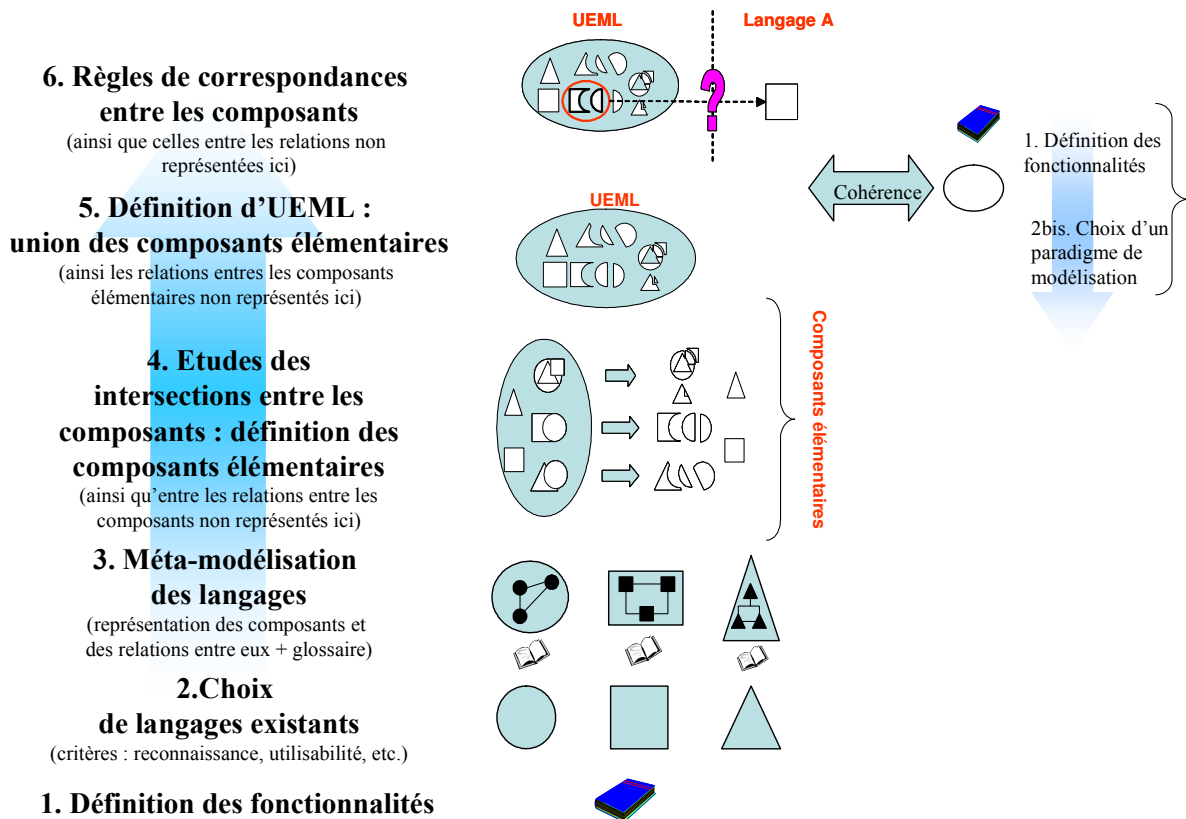 UEML
Langage A
6. Règles de correspondances
entre les composants
(ainsi que celles entre les relations non
représentées ici)
1. Définition des
fonctionnalités
Cohérence
2bis. Choix d’un
paradigme de
modélisation
5. Définition d’UEML :
union des composants élémentaires
(ainsi les relations entres les composants
élémentaires non représentés ici)
UEML
4. Etudes des
intersections entre les
composants : définition des
composants élémentaires
(ainsi qu’entre les relations entre les
composants non représentés ici)
Composants élémentaires
3. Méta-modélisation
des langages
(représentation des composants et
des relations entre eux + glossaire)
2.Choix
de langages existants
(critères : reconnaissance, utilisabilité, etc.)
1. Définition des fonctionnalités